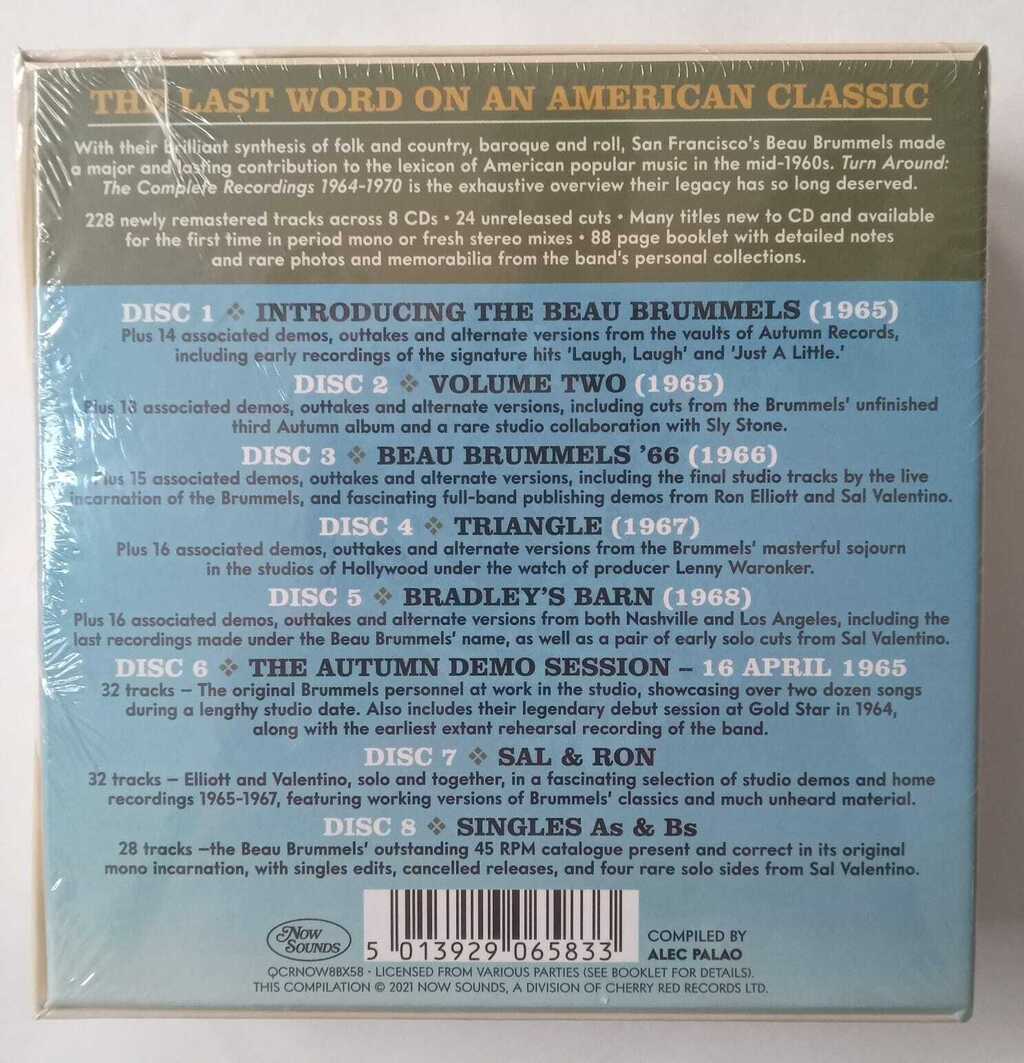 THE LAST WORD ON AN AMERICAN CLASSIC
With their brilliant synthesis of folk and country, baroque and roll, San Francisco's Beau Brummels made
a major and lasting contribution to the lexicon of American popular music in the mid-1960s. Turn Around:
The Complete Recordings 1964-1970 is the exhaustive overview their legacy has so long deserved.
228 newly remastered tracks across 8 CDs • 24 unreleased cuts • Many titles new to CD and available
for the first time in period mono or fresh stereo mixes • 88 page booklet with detailed notes
and rare photos and memorabilia from the band's personal collections.
DISC 1 ❖ INTRODUCING THE BEAU BRUMMELS (1965)
Plus 14 associated demos, outtakes and alternate versions from the vaults of Autumn Records,
including early recordings of the signature hits 'Laugh, Laugh' and 'Just A Little.'
DISC 2 ❖ VOLUME TWO (1965)
Plus 18 associated demos, outtakes and alternate versions, including cuts from the Brummels' unfinished
third Autumn album and a rare studio collaboration with Sly Stone.
DISC 3 ❖ BEAU BRUMMELS '66 (1966)
Plus 15 associated demos, outtakes and alternate versions, including the final studio tracks by the live
incarnation of the Brummels, and fascinating full-band publishing demos from Ron Elliott and Sal Valentino.
DISC 4 ❖ TRIANGLE (1967)
Plus 16 associated demos, outtakes and alternate versions from the Brummels' masterful sojourn
in the studios of Hollywood under the watch of producer Lenny Waronker.
DISC 5 ❖ BRADLEY'S BARN (1968)
Plus 16 associated demos, outtakes and alternate versions from both Nashville and Los Angeles, including the
last recordings made under the Beau Brummels' name, as well as a pair of early solo cuts from Sal Valentino.
DISC 6 ❖ THE AUTUMN DEMO SESSION – 16 APRIL 1965
32 tracks – The original Brummels personnel at work in the studio, showcasing over two dozen songs
during a lengthy studio date. Also includes their legendary debut session at Gold Star in 1964,
along with the earliest extant rehearsal recording of the band.
DISC 7 ❖ SAL & RON
32 tracks – Elliott and Valentino, solo and together, in a fascinating selection of studio demos and home
recordings 1965-1967, featuring working versions of Brummels' classics and much unheard material.
DISC 8 ❖ SINGLES As & Bs
28 tracks –the Beau Brummels' outstanding 45 RPM catalogue present and correct in its original
mono incarnation, with singles edits, cancelled releases, and four rare solo sides from Sal Valentino.
NOW
SOUNDS
5 013929 065833
COMPILED BY
ALEC PALAO
QCRNOW8BX58 • LICENSED FROM VARIOUS PARTIES (SEE BOOKLET FOR DETAILS).
THIS COMPILATION © 2021 NOW SOUNDS, A DIVISION OF CHERRY RED RECORDS LTD.